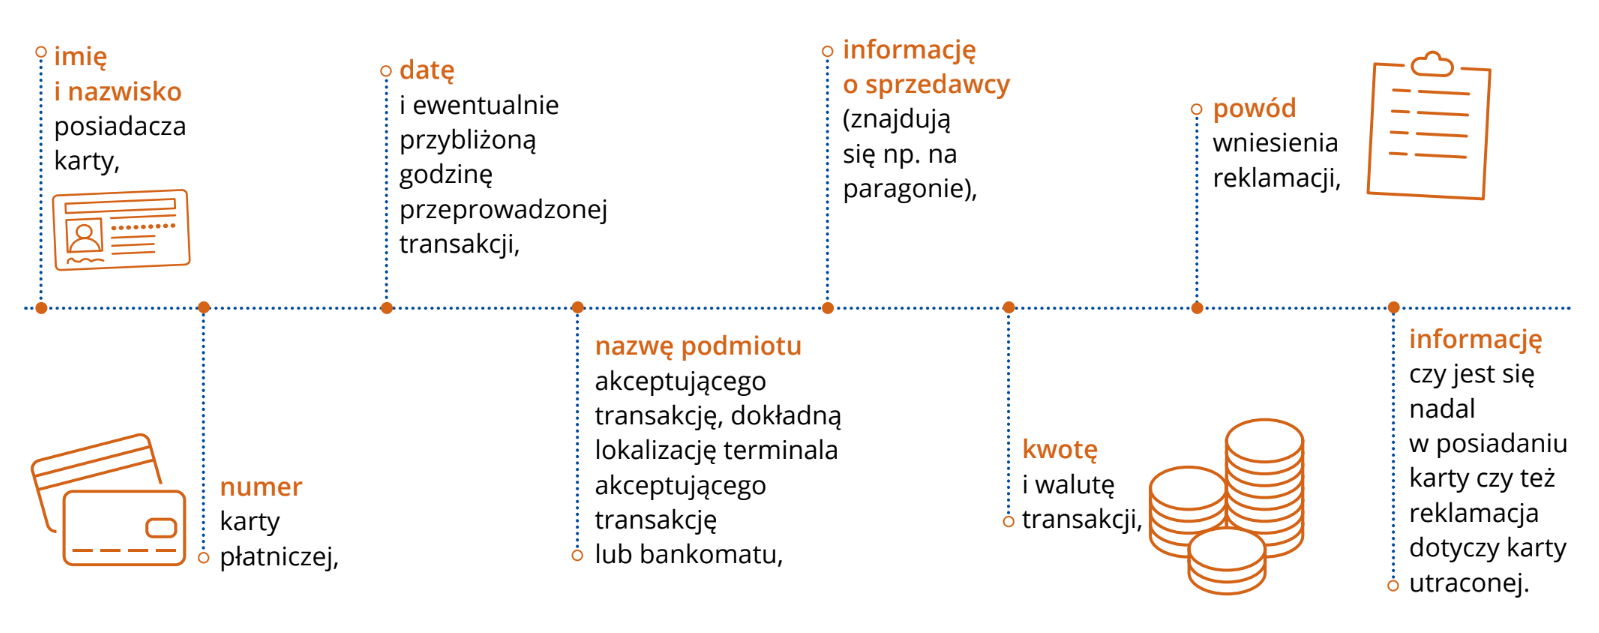 imię
i nazwisko
posiadacza
karty,
numer
karty
płatniczej,
datę
i ewentualnie
przybliżoną
godzinę
przeprowadzonej
transakcji,
nazwę podmiotu
akceptującego
transakcję, dokładną
lokalizację terminala
akceptującego
transakcję
lub bankomatu,
informację
o sprzedawcy
(znajdują
się np. na
paragonie),
kwotę
i walutę
transakcji,
powód
wniesienia
reklamacji,
informację
czy jest się
nadal
w posiadaniu
karty czy też
reklamacja
dotyczy karty
utraconej.